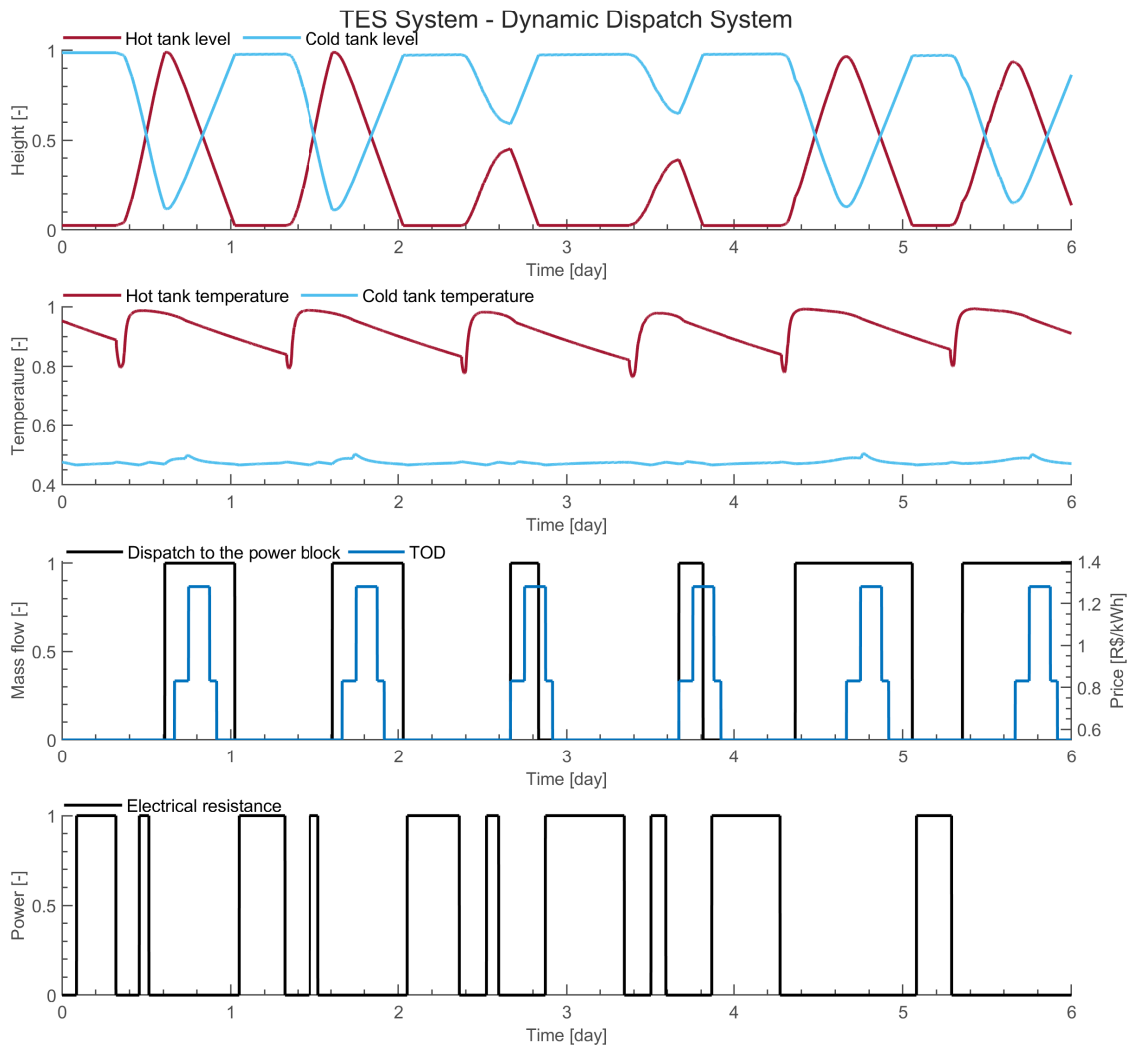 TES System - Dynamic Dispatch System
Hot tank level Cold tank level
1
0.5
0
Height [-]
0 1 2 3 4 5 6
Time [day]
Hot tank temperature Cold tank temperature
1
0.8
0.6
0.4
Temperature [-]
0 1 2 3 4 5 6
Time [day]
Dispatch to the power block TOD
1
0.5
0
Mass flow [-]
1.4
1.2
1
0.8
0.6
Price [R$/kWh]
0 1 2 3 4 5 6
Time [day]
Electrical resistance
1
0.5
0
Power [-]
0 1 2 3 4 5 6
Time [day]